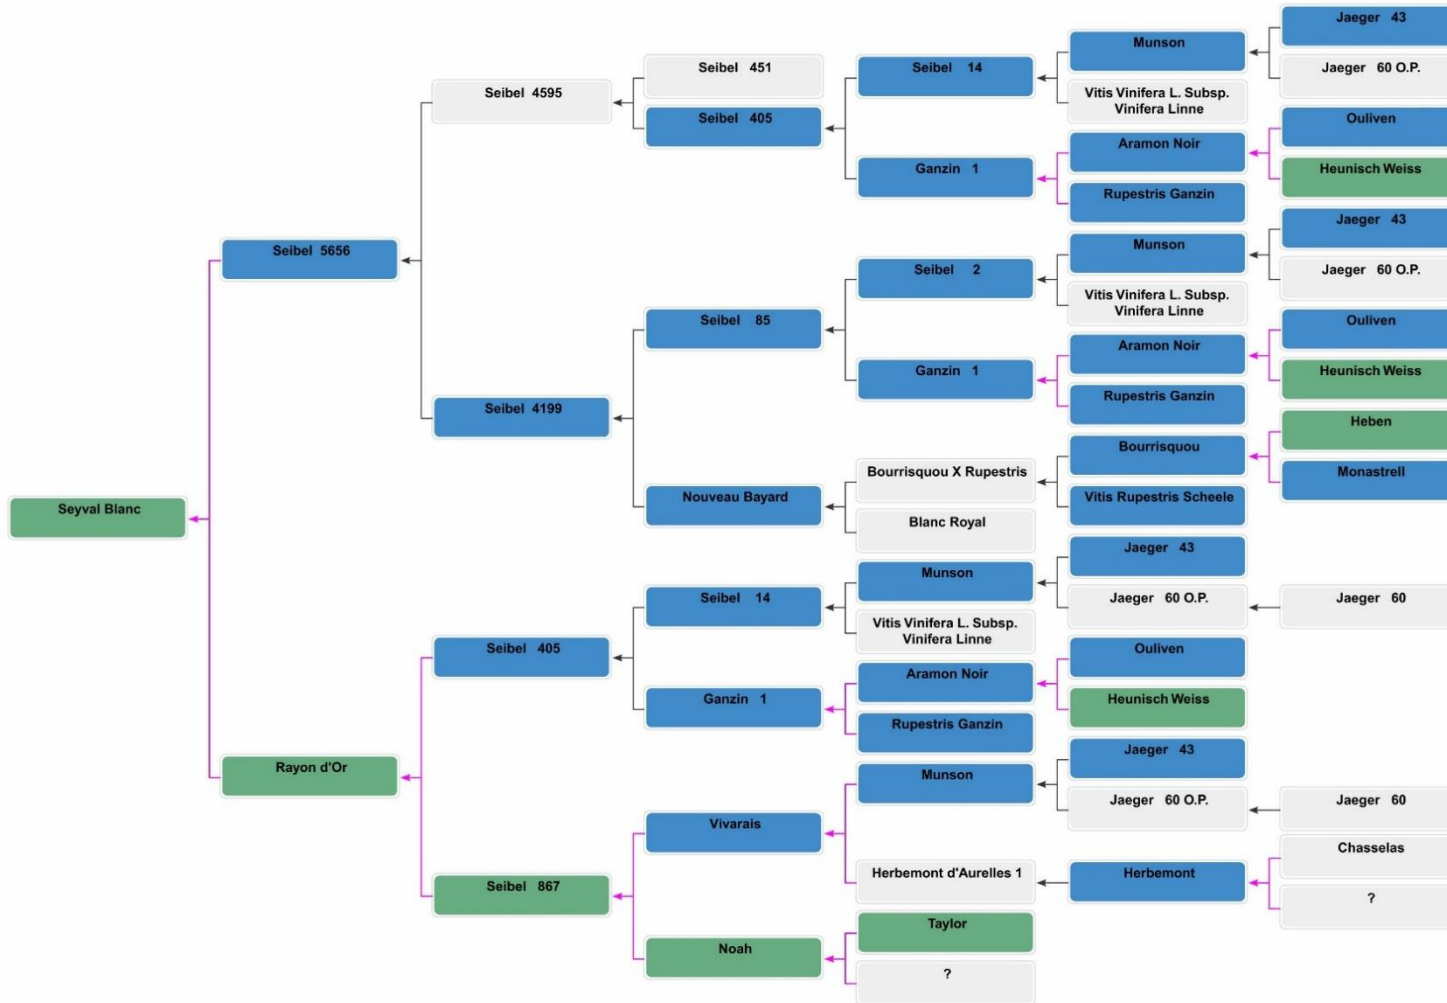 Jaeger 43
Munson
Jaeger 60 O.P.
Seibel 451
Seibel 14
Seibel 4595
Vitis Vinifera L. Subsp.
Vinifera Linne
Seibel 405
Ouliven
Aramon Noir
Ganzin 1
Heunisch Weiss
Rupestris Ganzin
Jaeger 43
Seibel 5656
Munson
Seibel 2
Jaeger 60 O.P.
Vitis Vinifera L. Subsp.
Vinifera Linne
Seibel 85
Ouliven
Aramon Noir
Ganzin 1
Heunisch Weiss
Seibel 4199
Rupestris Ganzin
Heben
Bourrisquou
Bourrisquou X Rupestris
Monastrell
Nouveau Bayard
Vitis Rupestris Scheele
Seyval Blanc
Blanc Royal
Jaeger 43
Munson
Seibel 14
Jaeger 60 O.P.
Jaeger 60
Vitis Vinifera L. Subsp.
Vinifera Linne
Seibel 405
Ouliven
Aramon Noir
Ganzin 1
Heunisch Weiss
Rupestris Ganzin
Jaeger 43
Rayon d'Or
Munson
Jaeger 60 O.P.
Jaeger 60
Vivarais
Chasselas
Herbemont d'Aurelles 1
Herbemont
Seibel 867
?
Taylor
Noah
?